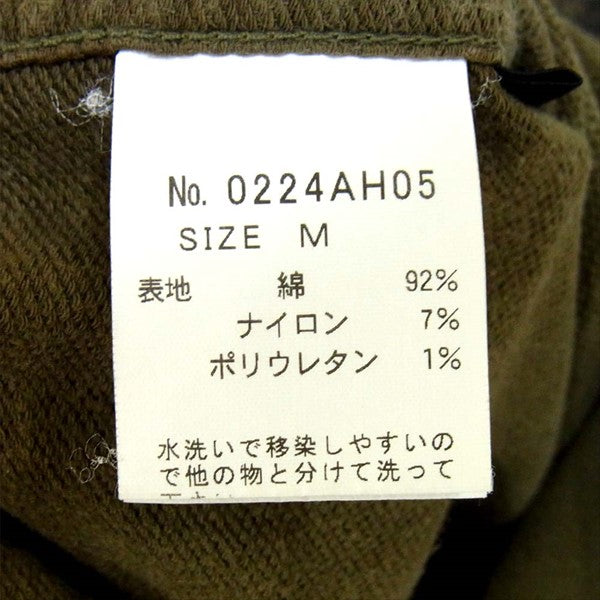 No. 0224AH05
SIZE M
表地 綿 92%
ナイロン 7%
ポリウレタン 1%
水洗いで移染しやすいの
で他の物と分けて洗って